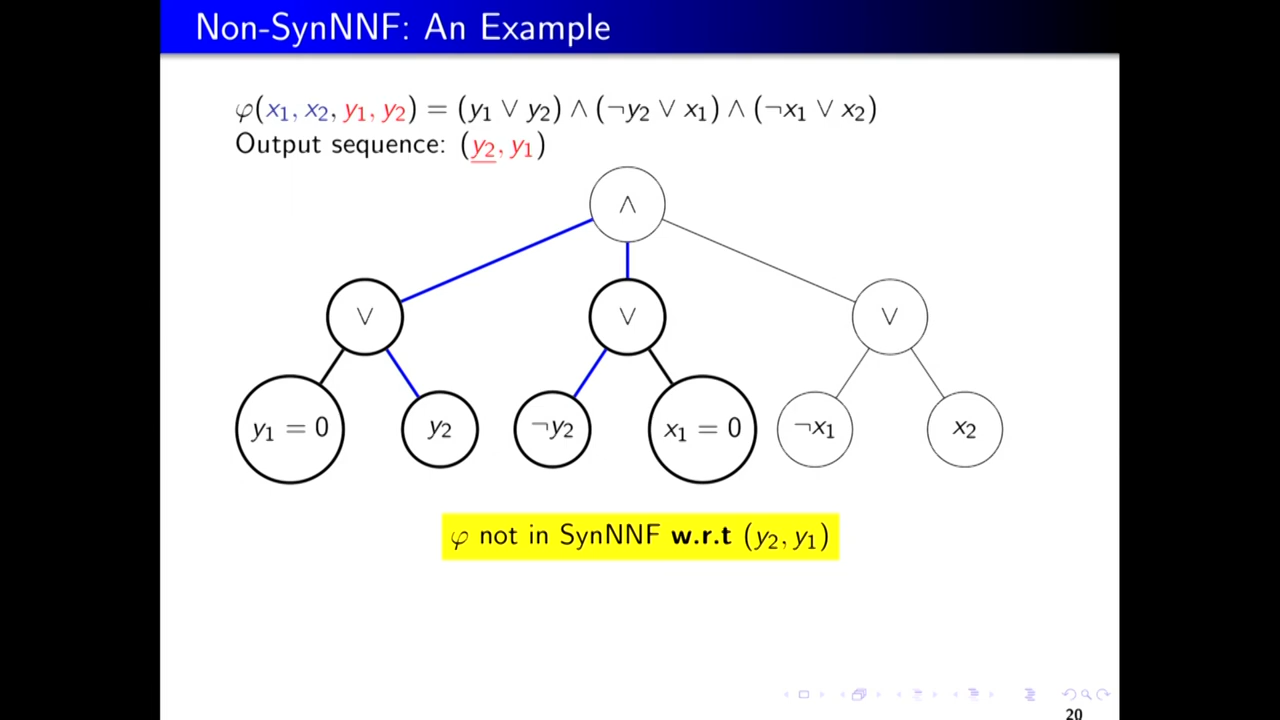 Non-SynNNF: An Example
φ(x₁, x₂, y₁, y₂) = (y₁ ∨ y₂) ∧ (¬y₂ ∨ x₁) ∧ (¬x₁ ∨ x₂)
Output sequence: (y₂, y₁)
∧
∨ ∨ ∨
y₁ = 0 y₂ ¬y₂ x₁ = 0 ¬x₁ x₂
φ not in SynNNF w.r.t (y₂, y₁)
20